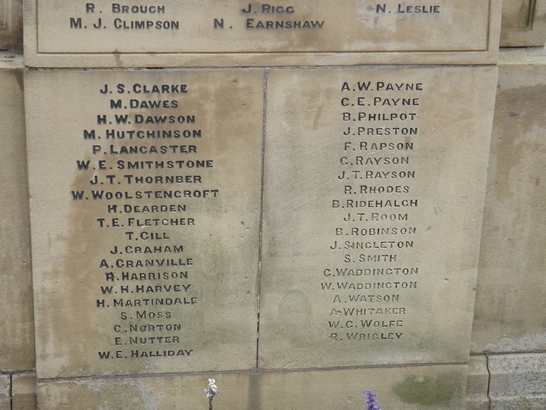 R. BROUCH J. RIGG N. LESLIE
M. J. CLIMPSON N. EARNSHAW
J. S. CLARKE
M. DAWES
H. W. DAWSON
M. HUTCHINSON
P. LANCASTER
W. E. SMITHSTONE
J. T. THORNBER
W. WOOLSTENCROFT
H. DEARDEN
T. E. FLETCHER
T. GILL
J. GRAHAM
A. GRANVILLE
R. HARRISON
W. H. HARVEY
H. MARTINDALE
S. MOSS
C. NORTON
E. NUTTER
W. E. HALLIDAY
A. W. PAYNE
C. E. PAYNE
B. PHILPOT
J. PRESTON
F. RAPSON
C. RAYSON
J. T. RAYSON
R. RHODES
B. RIDEHALGH
J. T. ROOM
B. ROBINSON
J. SINGLETON
S. SMITH
C. WADDINGTON
W. WADDINGTON
A. WATSON
A. WHITAKER
W. G. WOLFE
R. WRIGLEY